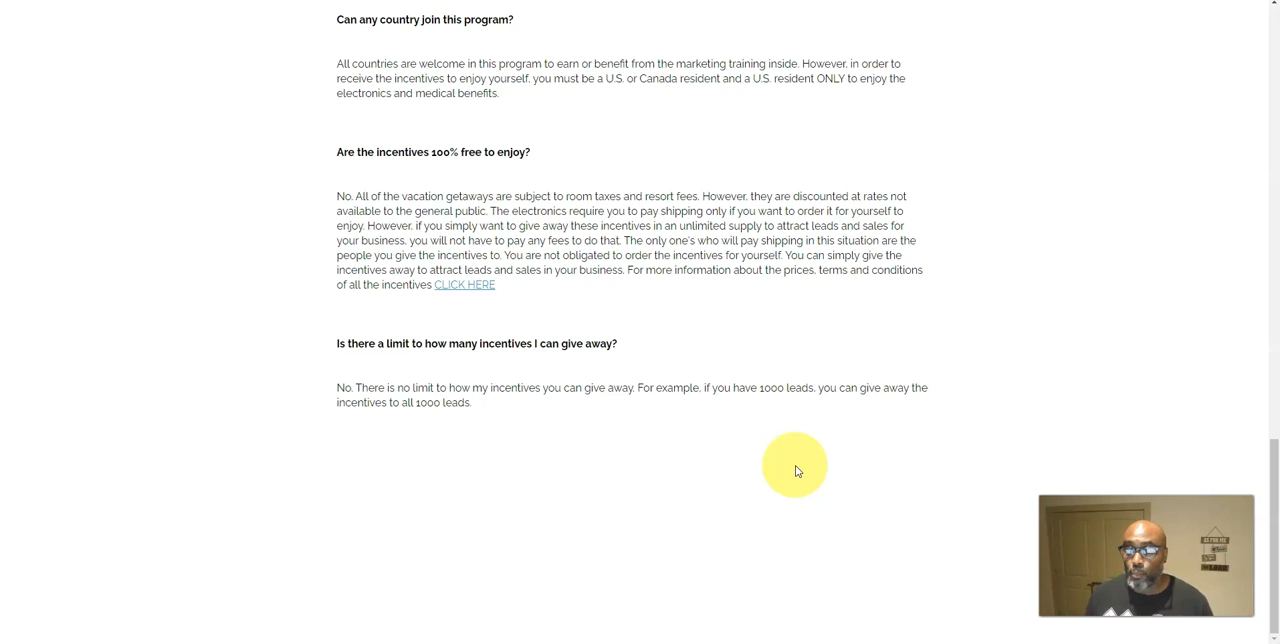 Can any country join this program?
All countries are welcome in this program to earn or benefit from the marketing training inside. However, in order to
receive the incentives to enjoy yourself, you must be a U.S. or Canada resident and a U.S. resident ONLY to enjoy the
electronics and medical benefits.
Are the incentives 100% free to enjoy?
No. All of the vacation getaways are subject to room taxes and resort fees. However, they are discounted at rates not
available to the general public. The electronics require you to pay shipping only if you want to order it for yourself to
enjoy. However, if you simply want to give away these incentives in an unlimited supply to attract leads and sales for
your business, you will not have to pay any fees to do that. The only one's who will pay shipping in this situation are the
people you give the incentives to. You are not obligated to order the incentives for yourself. You can simply give the
incentives away to attract leads and sales in your business. For more information about the prices, terms and conditions
of all the incentives CLICK HERE
Is there a limit to how many incentives I can give away?
No. There is no limit to how my incentives you can give away. For example, if you have 1000 leads, you can give away the
incentives to all 1000 leads.
AS FOR ME